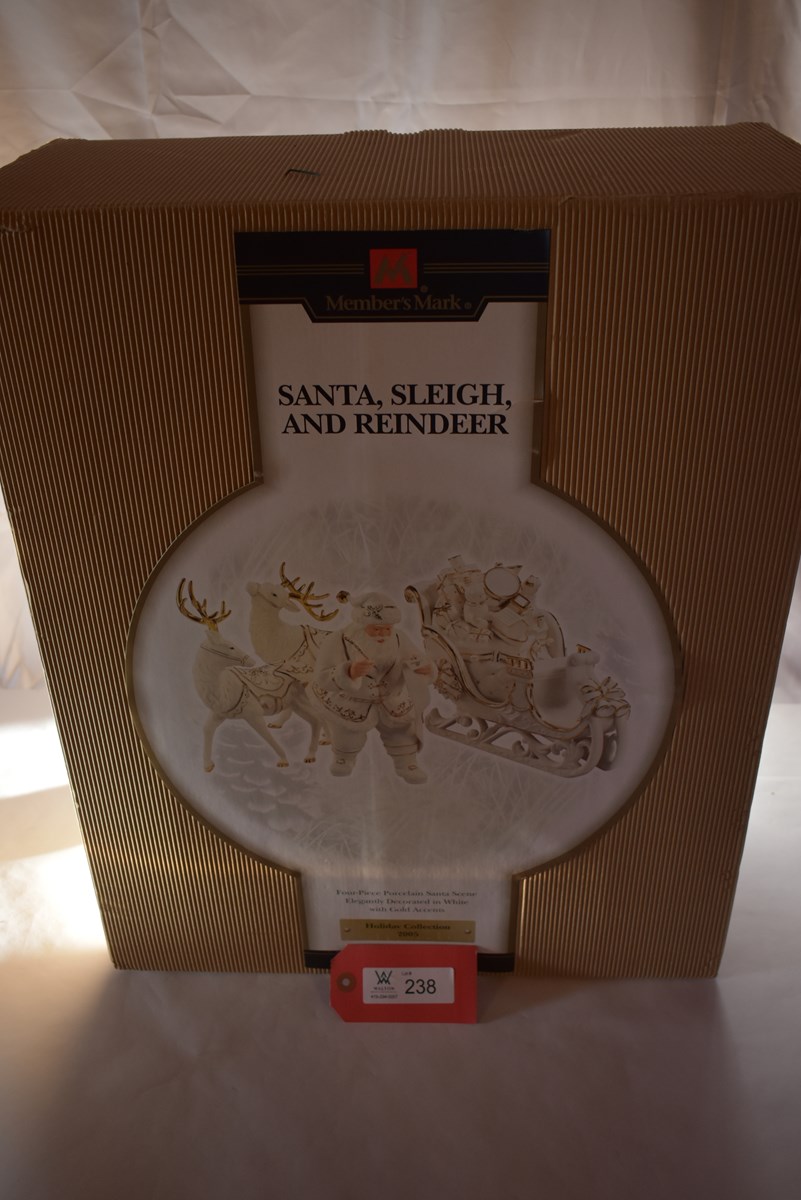 Member's Mark®
SANTA, SLEIGH,
AND REINDEER
Four-Piece Porcelain Santa Scene
Elegantly Decorated in White
with Gold Accents
Holiday Collection
LOT
238
WALTON